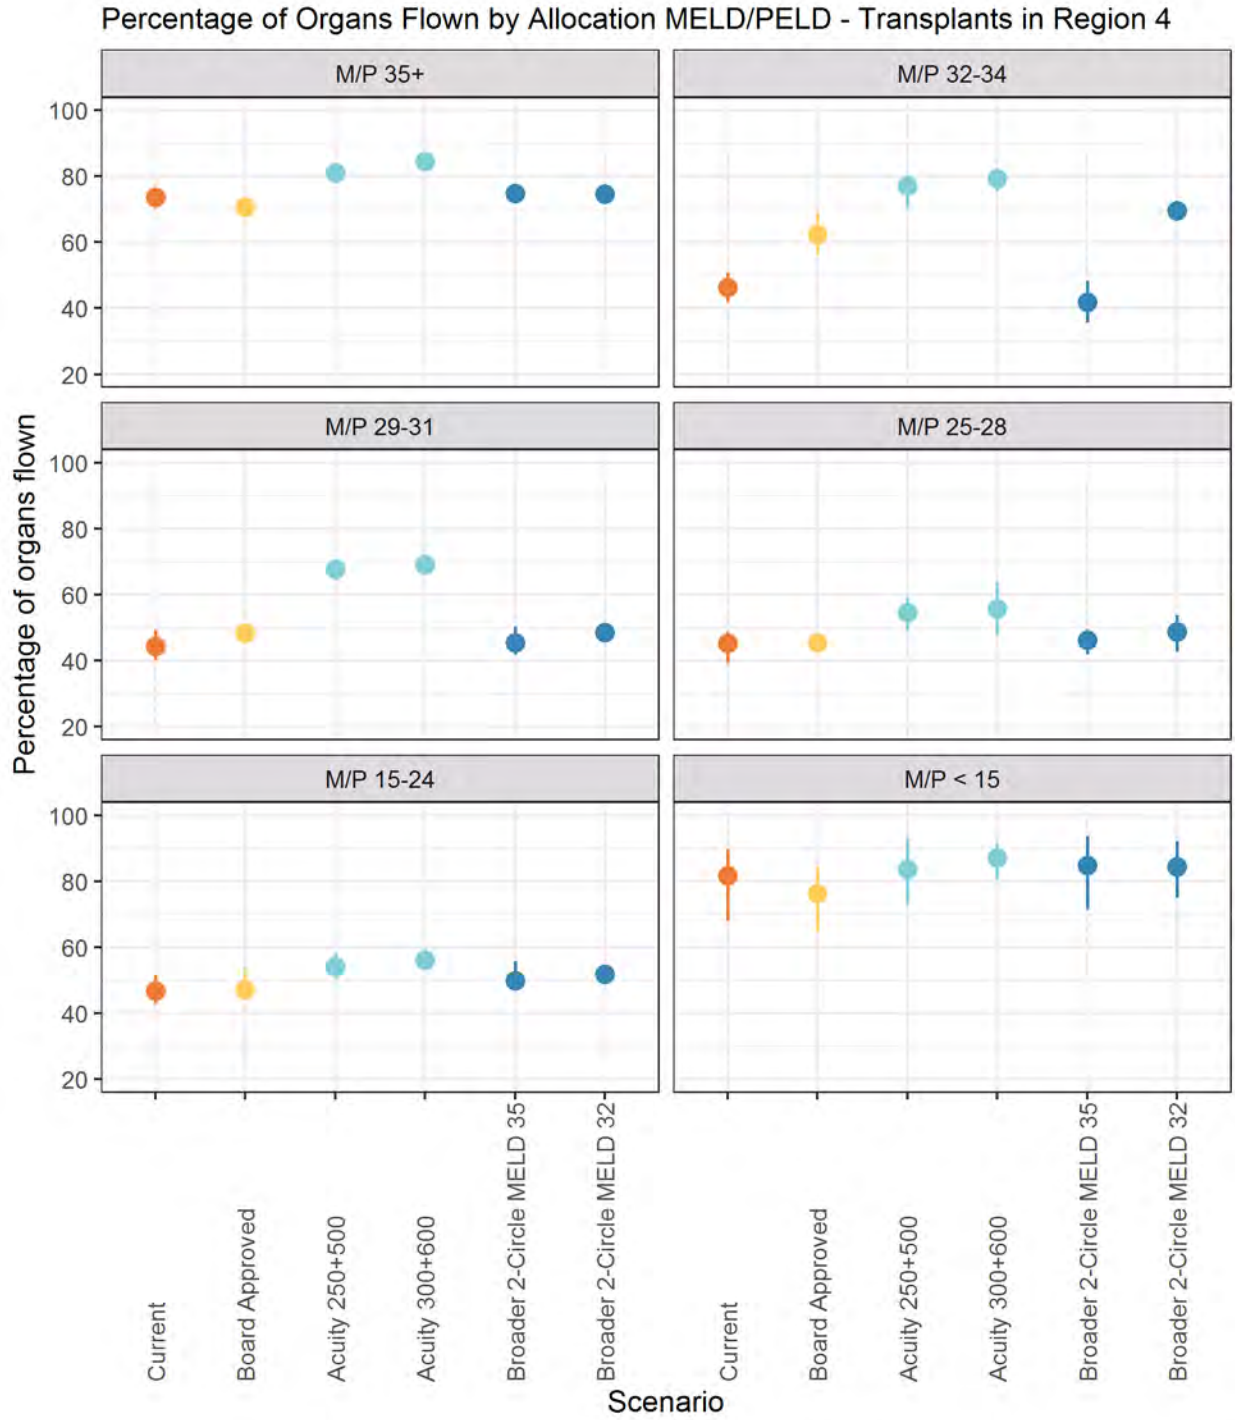 Percentage of Organs Flown by Allocation MELD/PELD - Transplants in Region 4
M/P 35+
M/P 32-34
100
80
60
40
20
M/P 29-31
M/P 25-28
100
80
60
40
20
M/P 15-24
M/P < 15
100
80
60
40
20
Percentage of organs flown
Current
Board Approved
Acuity 250+500
Acuity 300+600
Broader 2-Circle MELD 35
Broader 2-Circle MELD 32
Current
Board Approved
Acuity 250+500
Acuity 300+600
Broader 2-Circle MELD 35
Broader 2-Circle MELD 32
Scenario